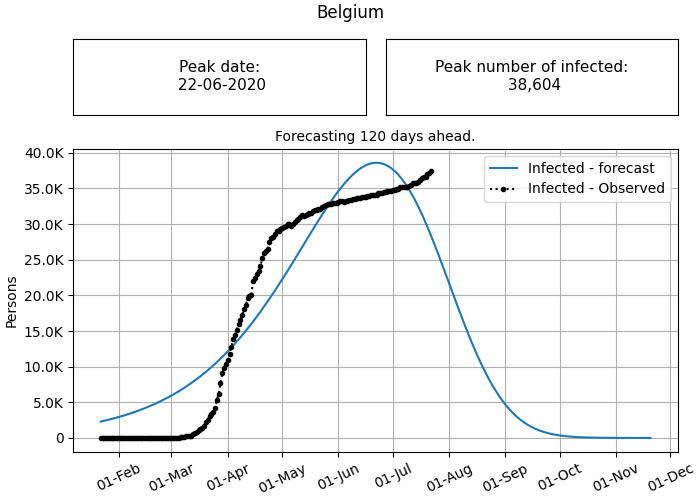 Belgium
Peak date:
22-06-2020
Peak number of infected:
38,604
Forecasting 120 days ahead.
40.0K
35.0K
30.0K
25.0K
20.0K
15.0K
10.0K
5.0K
0
Persons
Infected - forecast
Infected - Observed
01-Feb
01-Mar
01-Apr
01-May
01-Jun
01-Jul
01-Aug
01-Sep
01-Oct
01-Nov
01-Dec